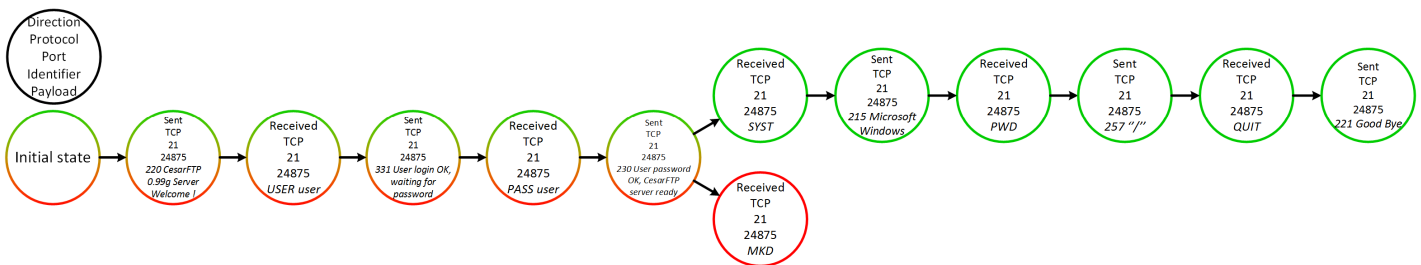 Direction
Protocol
Port
Identifier
Payload
Initial state
Sent
TCP
21
24875
220 CesarFTP
0.99g Server
Welcome !
Received
TCP
21
24875
USER user
Sent
TCP
21
24875
331 User login OK,
waiting for
password
Received
TCP
21
24875
PASS user
Sent
TCP
21
24875
230 User password
OK, CesarFTP
server ready
Received
TCP
21
24875
SYST
Sent
TCP
21
24875
215 Microsoft
Windows
Received
TCP
21
24875
PWD
Sent
TCP
21
24875
257 “/”
Received
TCP
21
24875
QUIT
Sent
TCP
21
24875
221 Good Bye
Received
TCP
21
24875
MKD